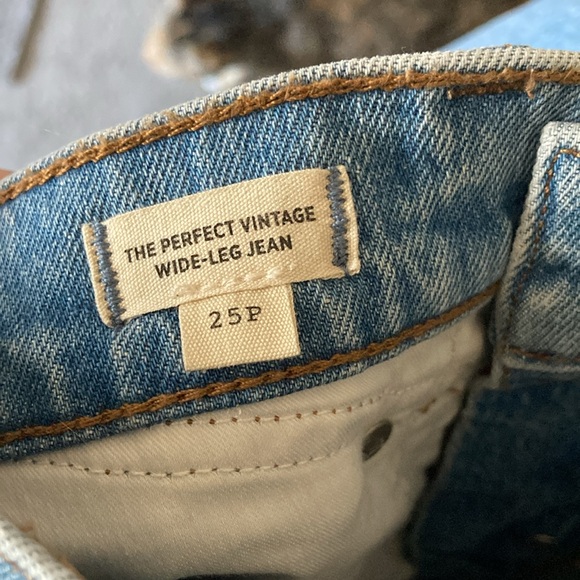 THE PERFECT VINTAGE
WIDE-LEG JEAN
25P